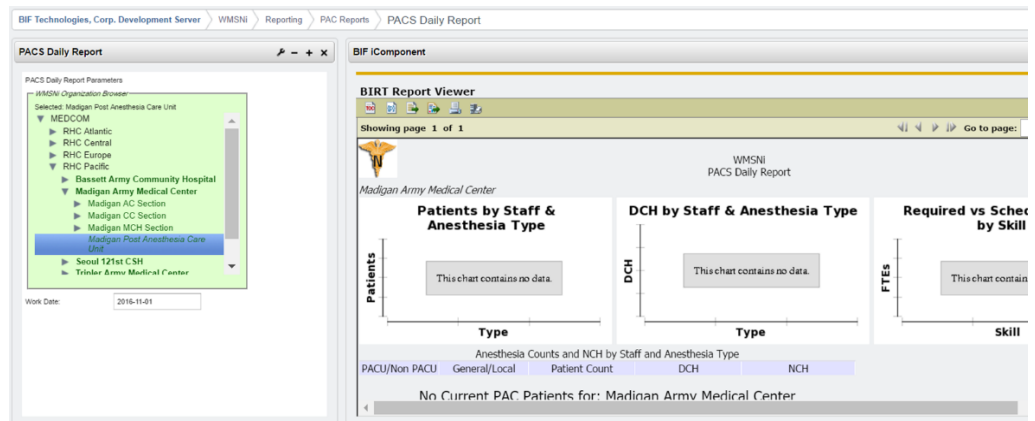 BIF Technologies, Corp. Development Server WMSNi Reporting PAC Reports PACS Daily Report
PACS Daily Report
PACS Daily Report Parameters
WMSNi Organization Browser
Selected: Madigan Post Anesthesia Care Unit
MEDCOM
RHC Atlantic
RHC Central
RHC Europe
RHC Pacific
Bassett Army Community Hospital
Madigan Army Medical Center
Madigan AC Section
Madigan CC Section
Madigan MCH Section
Madigan Post Anesthesia Care
Unit
Seoul 121st CSH
Tripler Army Medical Center
Work Date: 2016-11-01
BIF iComponent
BIRT Report Viewer
Showing page 1 of 1 Go to page:
N
WMSNi
PACS Daily Report
Madigan Army Medical Center
Patients by Staff &
Anesthesia Type
Patients
This chart contains no data.
Type
DCH by Staff & Anesthesia Type
DCH
This chart contains no data.
Type
Required vs Sched
by Skill
FTEs
This chart contain
Skill
Anesthesia Counts and NCH by Staff and Anesthesia Type
PACU/Non PACU General/Local Patient Count DCH NCH
No Current PAC Patients for: Madigan Army Medical Center